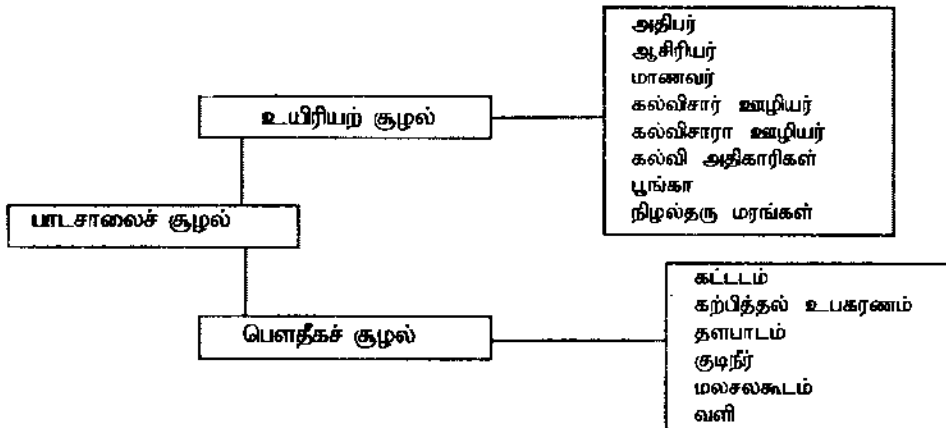 அதிபர்
ஆசிரியர்
மாணவர்
கல்விசார் ஊழியர்
கல்விசாரா ஊழியர்
கல்வி அதிகாரிகள்
பூங்கா
நிழல்தரு மரங்கள்
உயிரியற் சூழல்
பாடசாலைச் சூழல்
பௌதீகச் சூழல்
கட்டடம்
கற்பித்தல் உபகரணம்
தளபாடம்
குடிநீர்
மலசலகூடம்
வளி